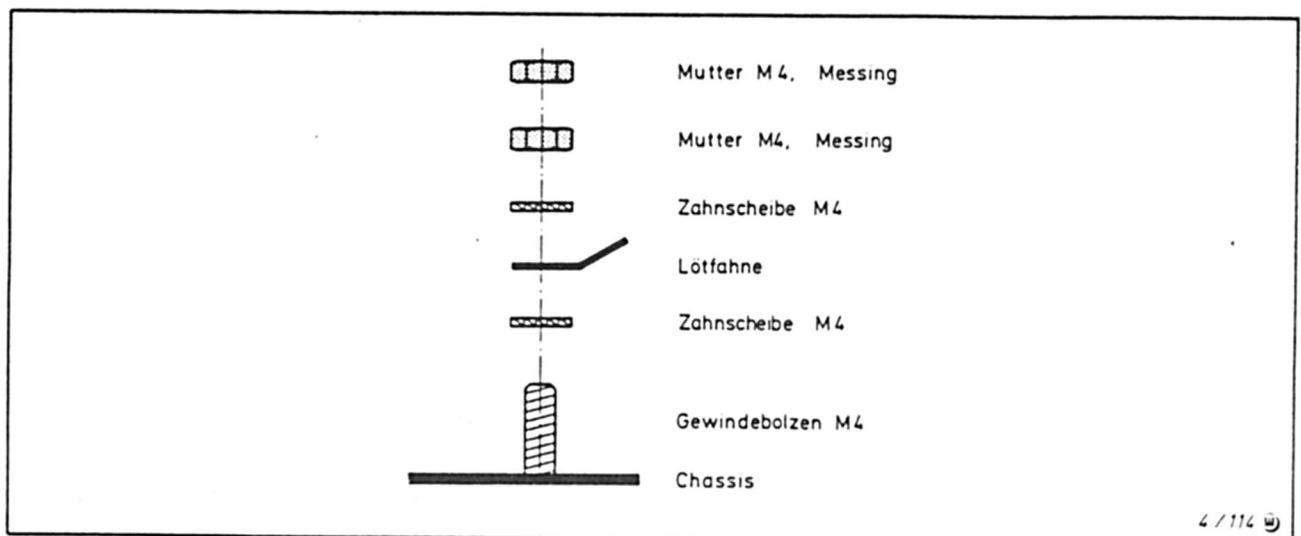 Mutter M4, Messing
Mutter M4, Messing
Zahnscheibe M4
Lötfahne
Zahnscheibe M4
Gewindebolzen M4
Chassis
4/114